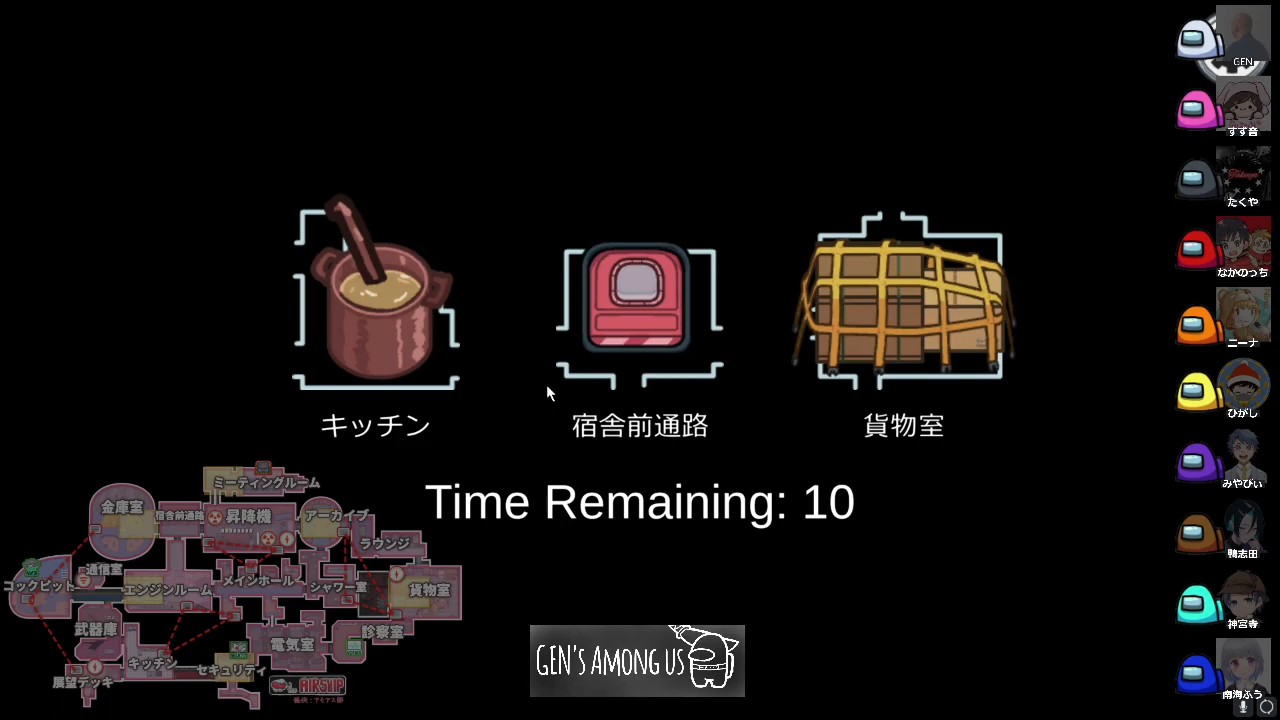 GEN
すず音
Takuya
たくや
なかのっち
ニーナ
ひがし
みやびぃ
鴨志田
神宮寺
南海ふう
キッチン
宿舎前通路
貨物室
Time Remaining: 10
ミーティングルーム
金庫室
宿舎前通路
昇降機
アーカイブ
ラウンジ
コックピット
通信室
エンジンルーム
メインホール
シャワー室
貨物室
武器庫
電気室
診察室
キッチン
セキュリティ
展望デッキ
AIRSHIP
GEN'S AMONG US